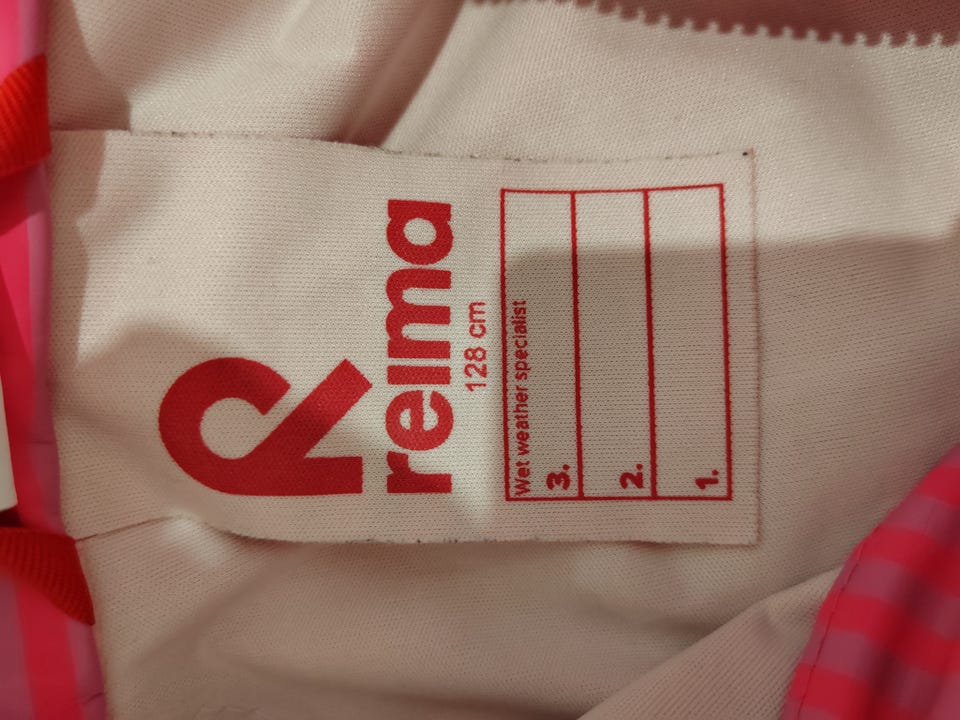 reima
128 cm
Wet weather specialist
3.
2.
1.